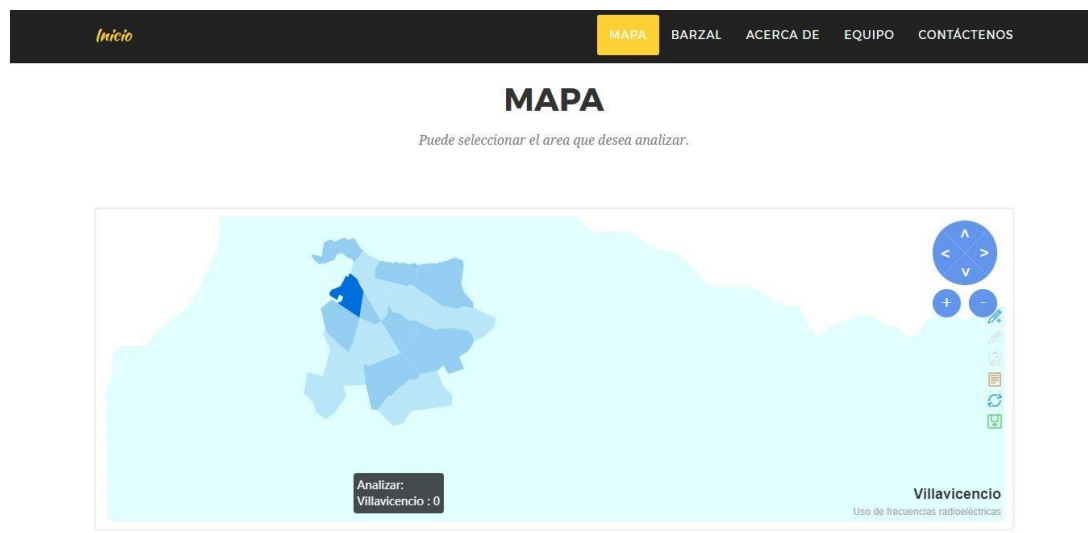 Inicio
MAPA BARZAL ACERCA DE EQUIPO CONTÁCTENOS
MAPA
Puede seleccionar el area que desea analizar.
Analizar:
Villavicencio : 0
Villavicencio
Uso de frecuencias radioeléctricas